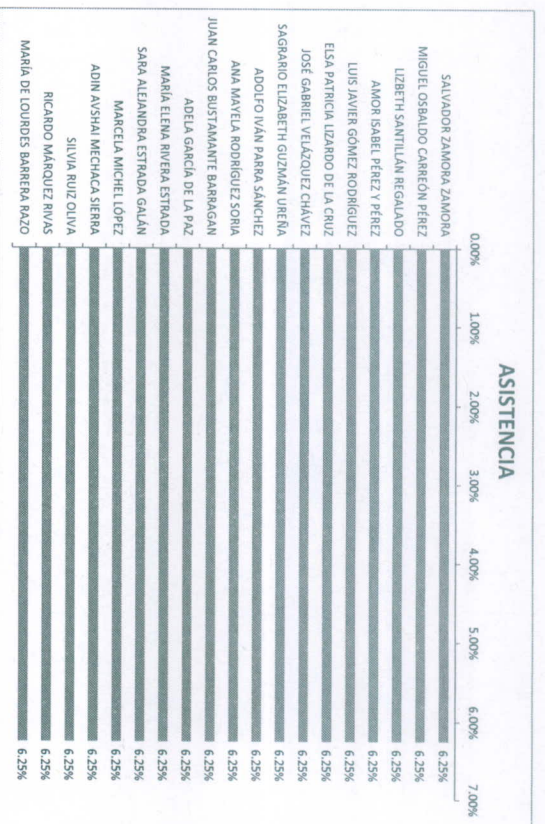 ASISTENCIA
0.00% 1.00% 2.00% 3.00% 4.00% 5.00% 6.00% 7.00%
SALVADOR ZAMORA ZAMORA 6.25%
MIGUEL OSBALDO CARREÓN PÉREZ 6.25%
LIZBETH SANTILLÁN REGALADO 6.25%
AMOR ISABEL PÉREZ Y PÉREZ 6.25%
LUIS JAVIER GÓMEZ RODRÍGUEZ 6.25%
ELSA PATRICIA LIZARDO DE LA CRUZ 6.25%
JOSÉ GABRIEL VELÁZQUEZ CHÁVEZ 6.25%
SAGRARIO ELIZABETH GUZMÁN UREÑA 6.25%
ADOLFO IVÁN PARRA SÁNCHEZ 6.25%
ANA MAYELA RODRÍGUEZ SORIA 6.25%
JUAN CARLOS BUSTAMANTE BARRAGAN 6.25%
ADELA GARCÍA DE LA PAZ 6.25%
MARÍA ELENA RIVERA ESTRADA 6.25%
SARA ALEJANDRA ESTRADA GALÁN 6.25%
MARCELA MICHEL LÓPEZ 6.25%
ADIN AVSHAI MECHACA SIERRA 6.25%
SILVIA RUIZ OLIVA 6.25%
RICARDO MÁRQUEZ RIVAS 6.25%
MARÍA DE LOURDES BARRERA RAZO 6.25%